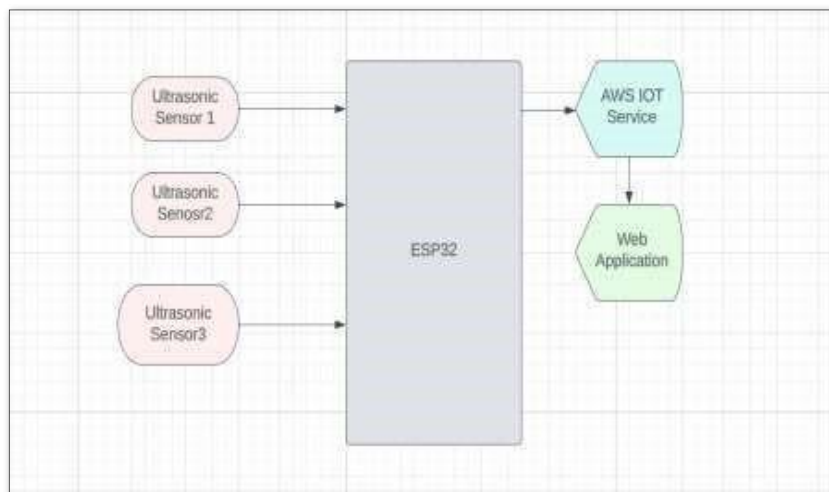 Ultrasonic
Sensor 1
Ultrasonic
Senosr2
Ultrasonic
Sensor3
ESP32
AWS IOT
Service
Web
Application